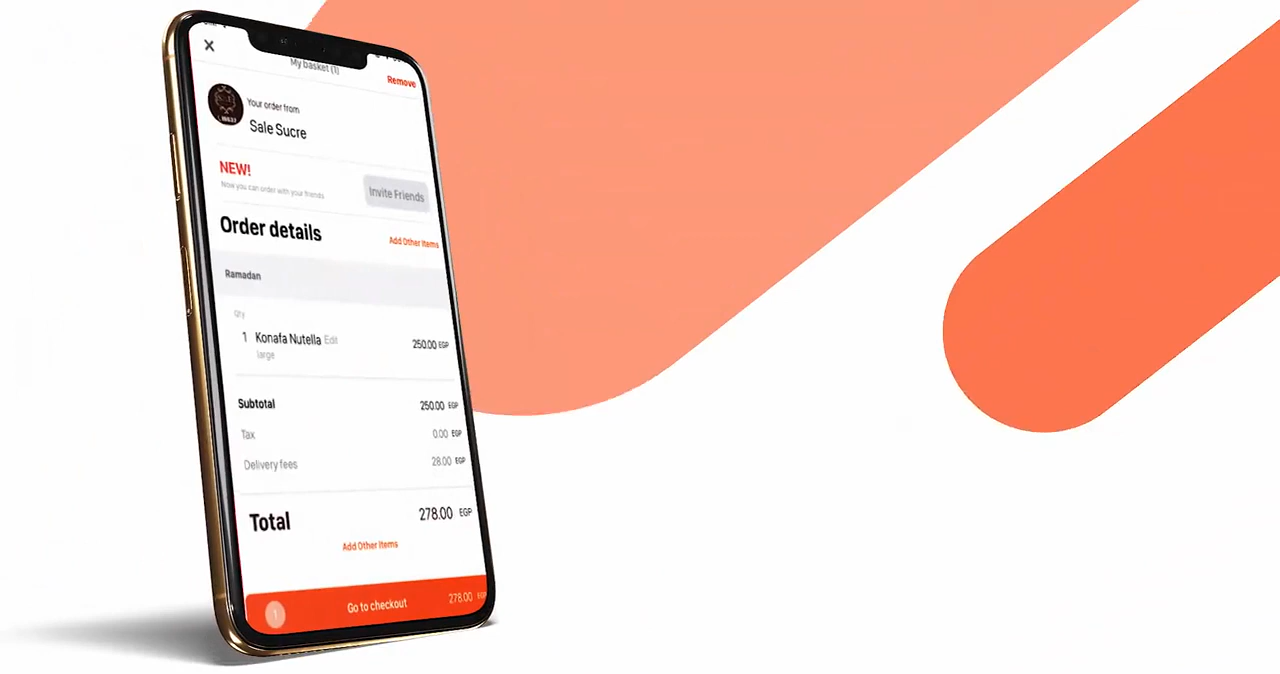 My basket (1)
Remove
Your order from
Sale Sucre
NEW!
Now you can order with your friends
Invite Friends
Order details
Add Other Items
Ramadan
Qty
1 Konafa Nutella Edit 250.00 EGP
large
Subtotal 250.00 EGP
Tax 0.00 EGP
Delivery fees 28.00 EGP
Total 278.00 EGP
Add Other Items
1 Go to checkout 278.00 EGP